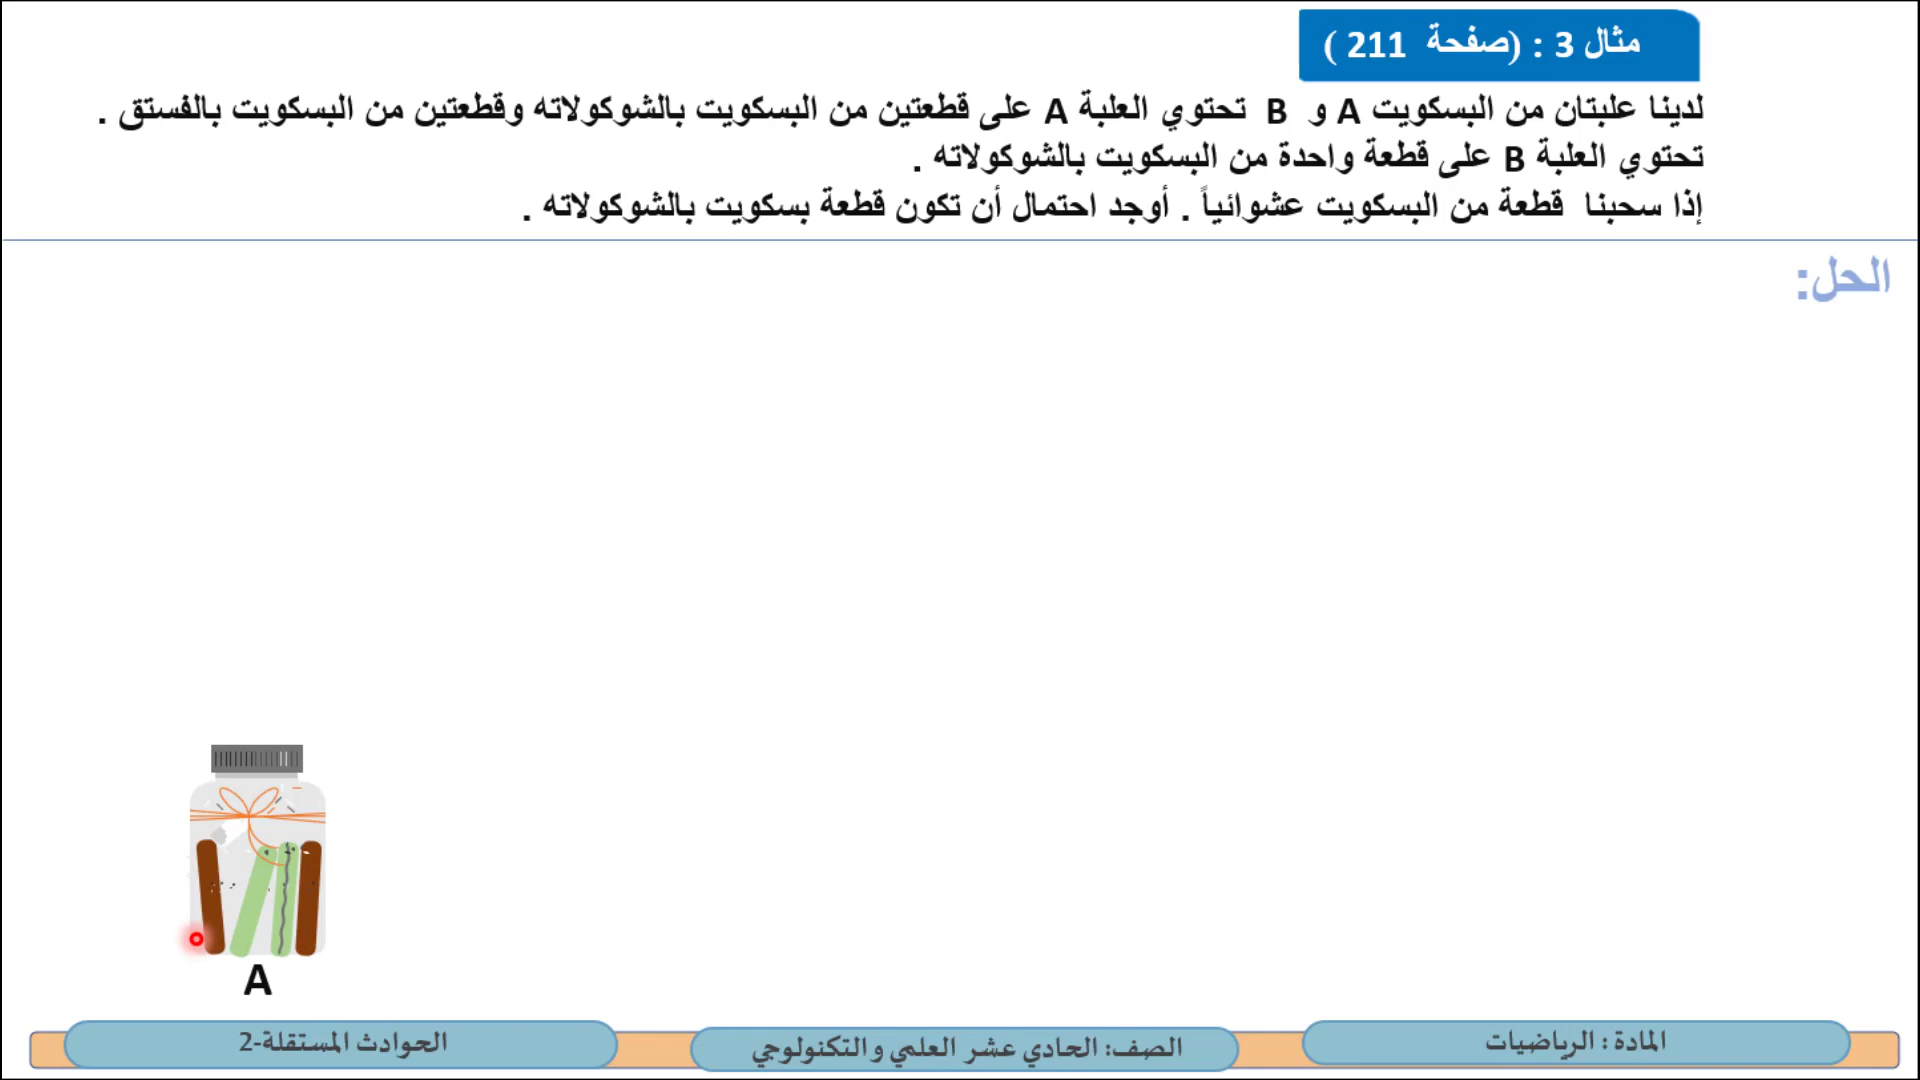 مثال 3 : (صفحة 211 )
لدينا علبتان من البسكويت A و B تحتوي العلبة A على قطعتين من البسكويت بالشوكولاته وقطعتين من البسكويت بالفستق .
تحتوي العلبة B على قطعة واحدة من البسكويت بالشوكولاته .
إذا سحبنا قطعة من البسكويت عشوائياً . أوجد احتمال أن تكون قطعة بسكويت بالشوكولاته .
الحل:
A
المادة : الرياضيات
الصف: الحادي عشر العلمي والتكنولوجي
الحوادث المستقلة-2